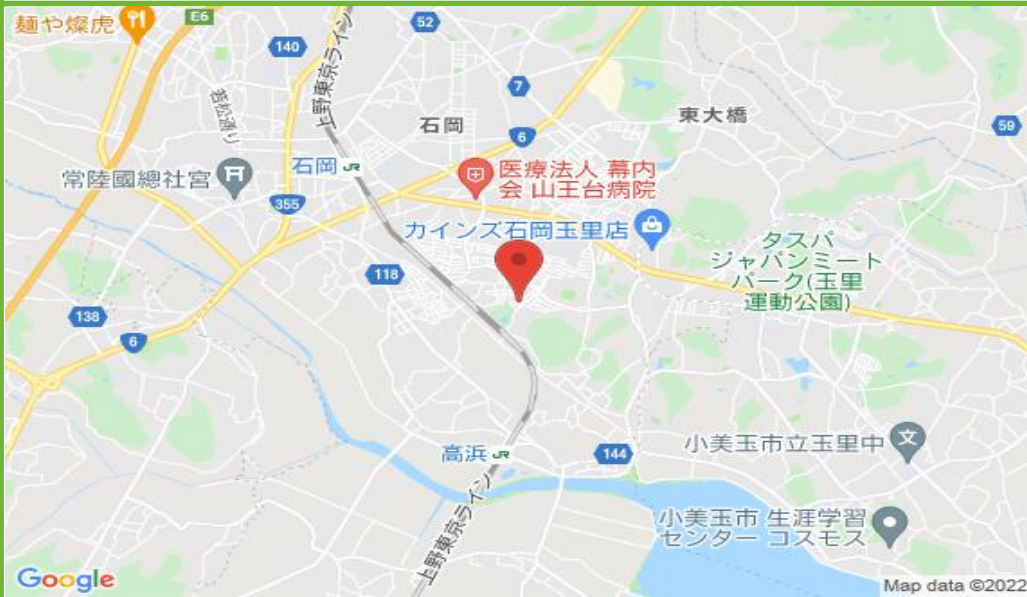 麺や燦虎
E6
52
140
上野東京ライン
7
石岡
東大橋
6
59
石岡 JR
医療法人 幕内
会 山王台病院
常陸國總社宮
355
カインズ石岡玉里店
タスパ
ジャパンミート
パーク(玉里
運動公園)
118
138
6
小美玉市立玉里中
高浜 JR
144
小美玉市 生涯学習
センター コスモス
上野東京ライン
Google
Map data ©2022